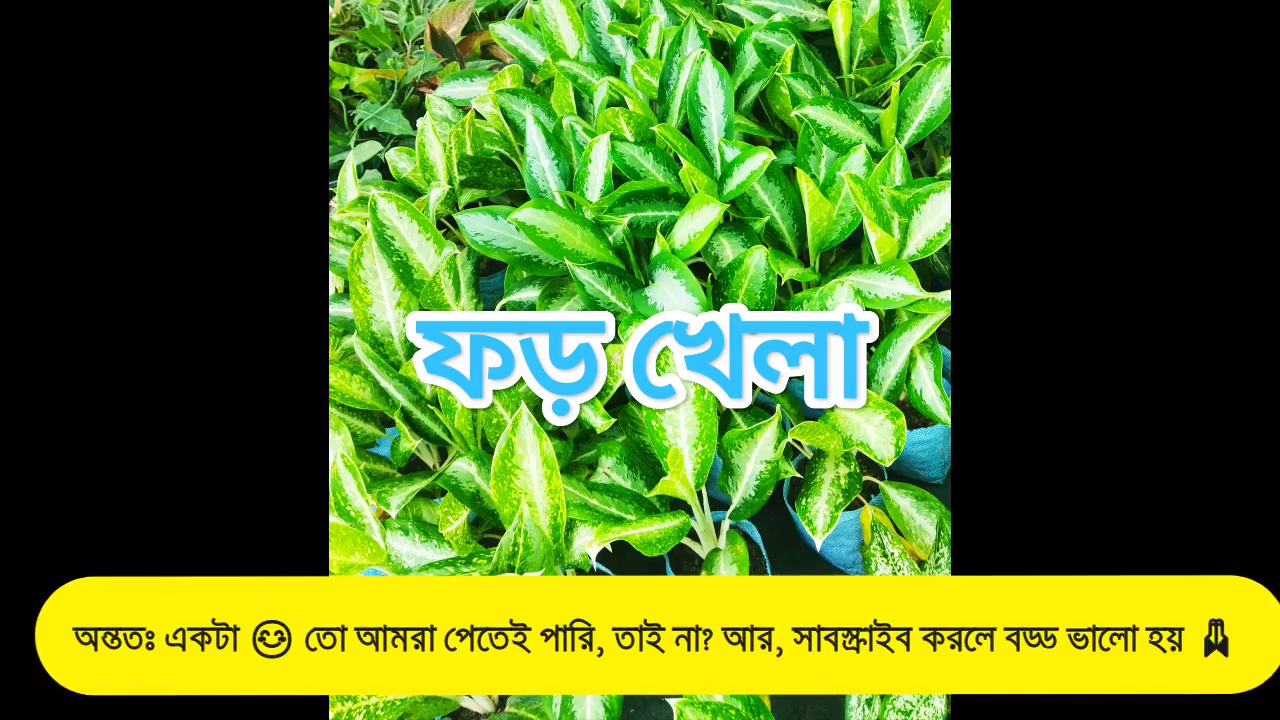 ফড় খেলা
অন্ততঃ একটা 😊 তো আমরা পেতেই পারি, তাই না? আর, সাবস্ক্রাইব করলে বড্ড ভালো হয় 🙏